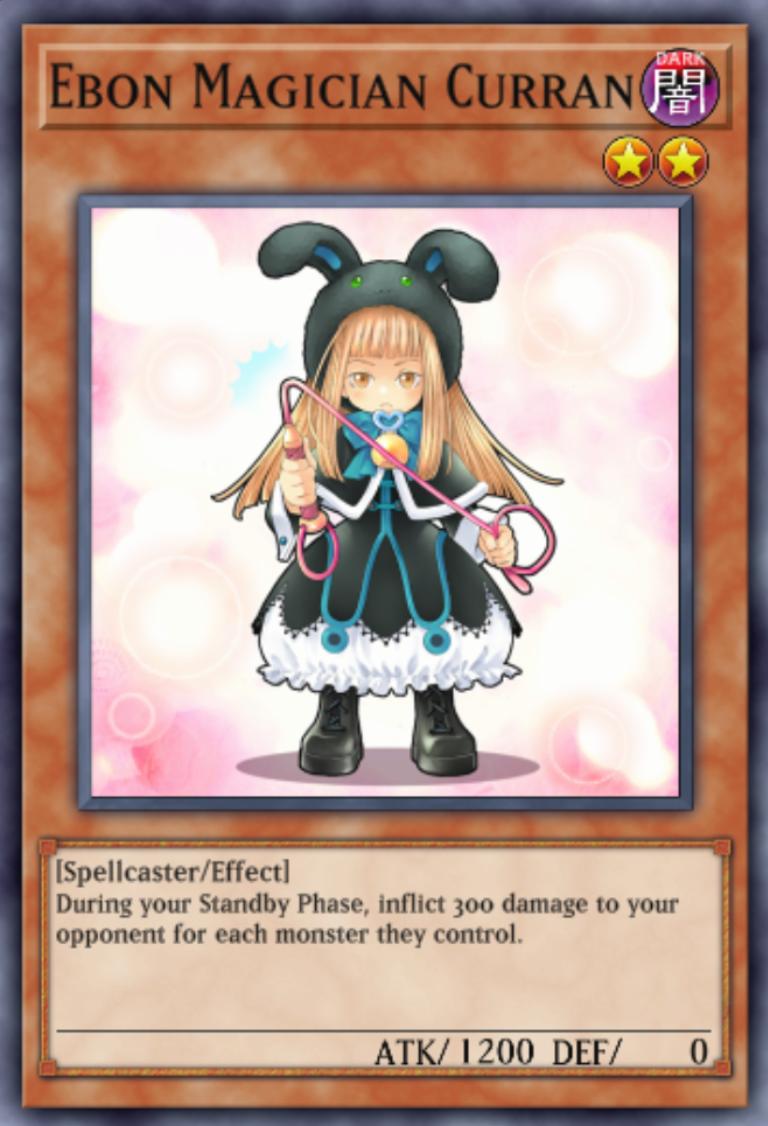 Ebon Magician Curran
DARK
闇
[Spellcaster/Effect]
During your Standby Phase, inflict 300 damage to your
opponent for each monster they control.
ATK/ 1200 DEF/ 0